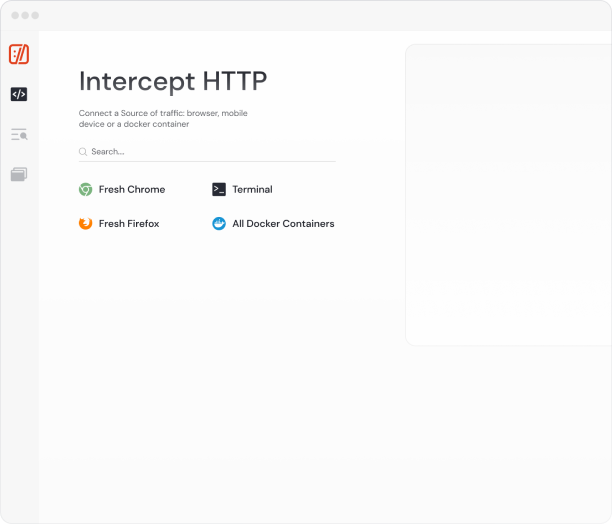 Intercept HTTP
Connect a Source of traffic: browser, mobile
device or a docker container
Search...
Fresh Chrome
Terminal
Fresh Firefox
All Docker Containers